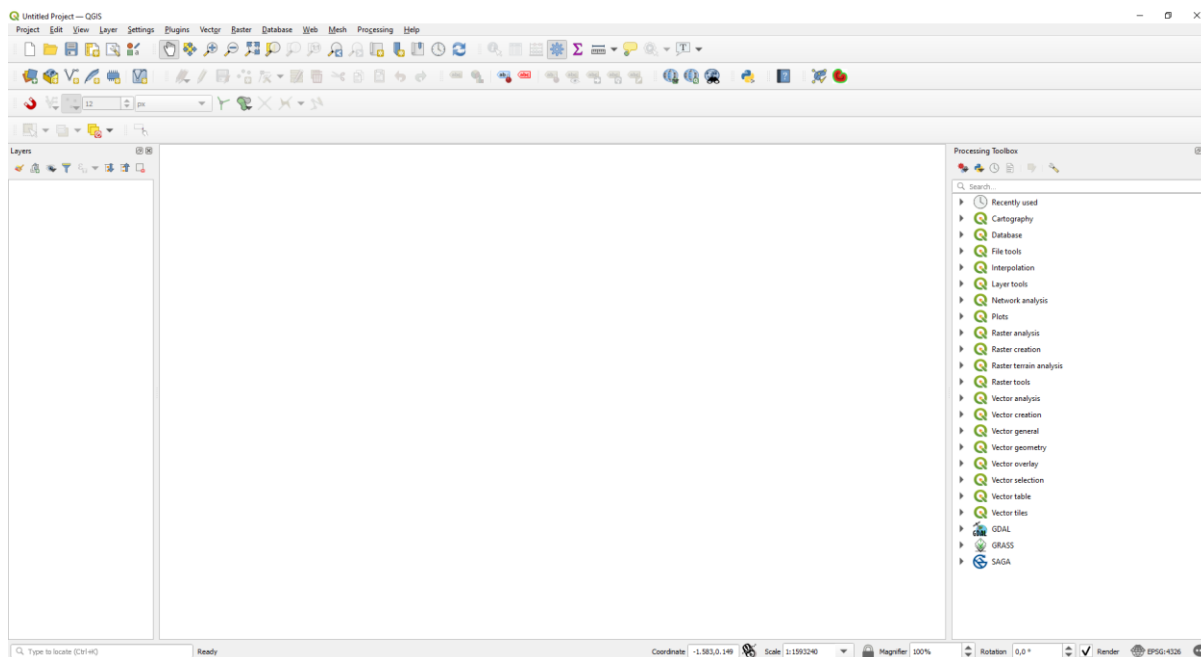 Untitled Project — QGIS
Project Edit View Layer Settings Plugins Vector Raster Database Web Mesh Processing Help
12 px
Layers
Processing Toolbox
Search...
Recently used
Cartography
Database
File tools
Interpolation
Layer tools
Network analysis
Plots
Raster analysis
Raster creation
Raster terrain analysis
Raster tools
Vector analysis
Vector creation
Vector general
Vector geometry
Vector overlay
Vector selection
Vector table
Vector tiles
GDAL
GRASS
SAGA
Type to locate (Ctrl+K) Ready Coordinate -1.583,0.149 Scale 1:1593240 Magnifier 100% Rotation 0,0 ° Render EPSG:4326